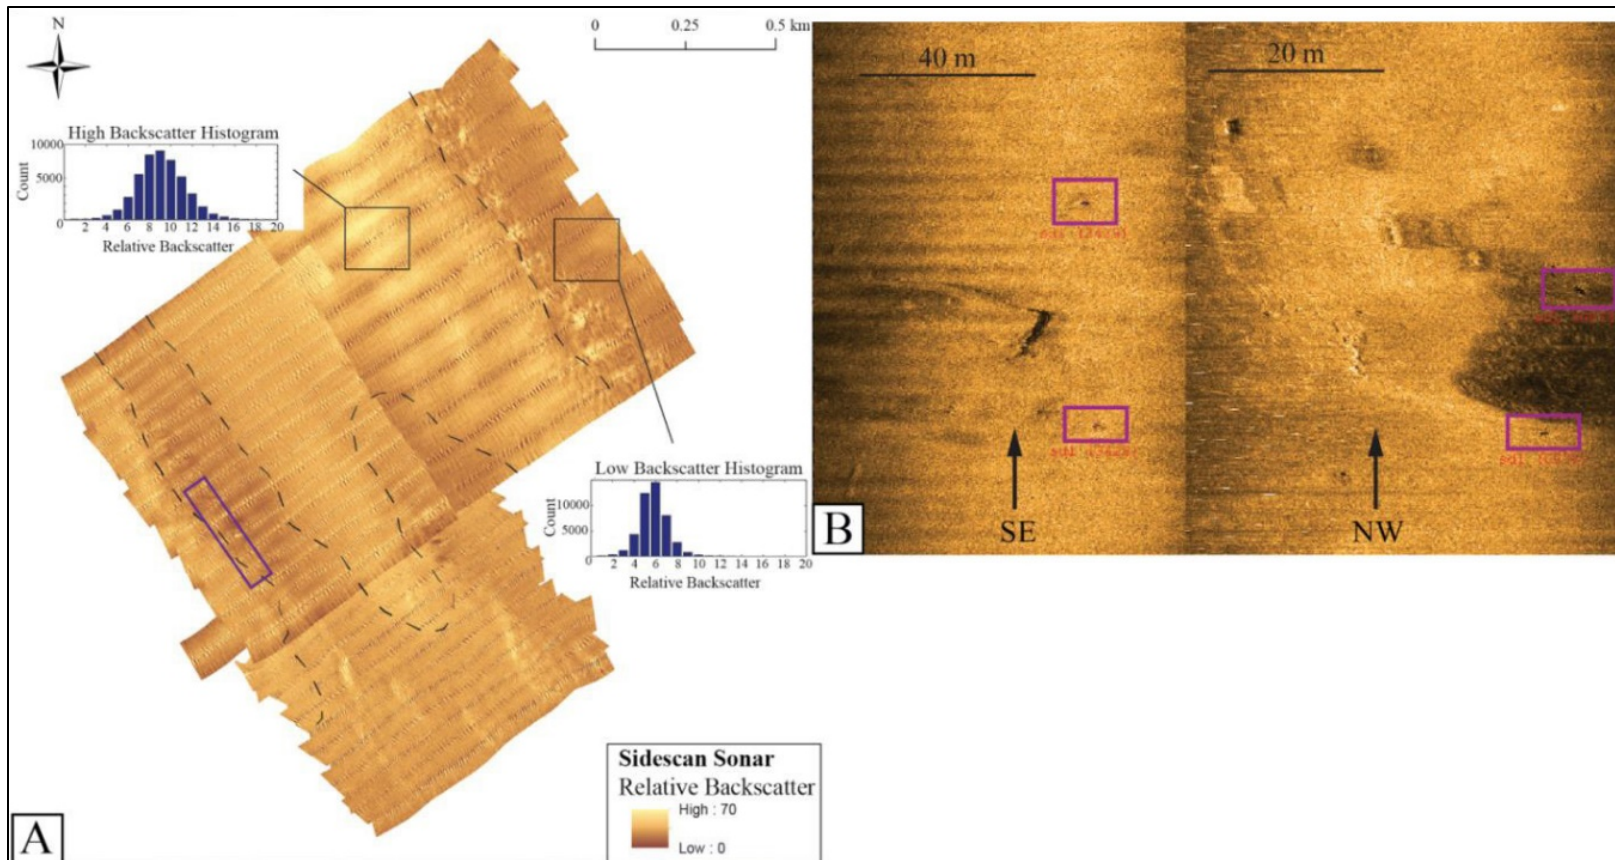 N
0 0.25 0.5 km
High Backscatter Histogram
10000
5000
0
Count
2 4 6 8 10 12 14 16 18 20
Relative Backscatter
Low Backscatter Histogram
10000
5000
0
Count
2 4 6 8 10 12 14 16 18 20
Relative Backscatter
Sidescan Sonar
Relative Backscatter
High : 70
Low : 0
A
40 m
20 m
SE
NW
B